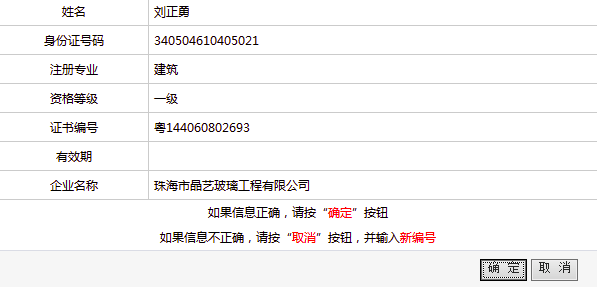 姓名 刘正勇
身份证号码 340504610405021
注册专业 建筑
资格等级 一级
证书编号 粤144060802693
有效期
企业名称 珠海市晶艺玻璃工程有限公司
如果信息正确，请按“确定”按钮
如果信息不正确，请按“取消”按钮，并输入新编号
确 定 取 消